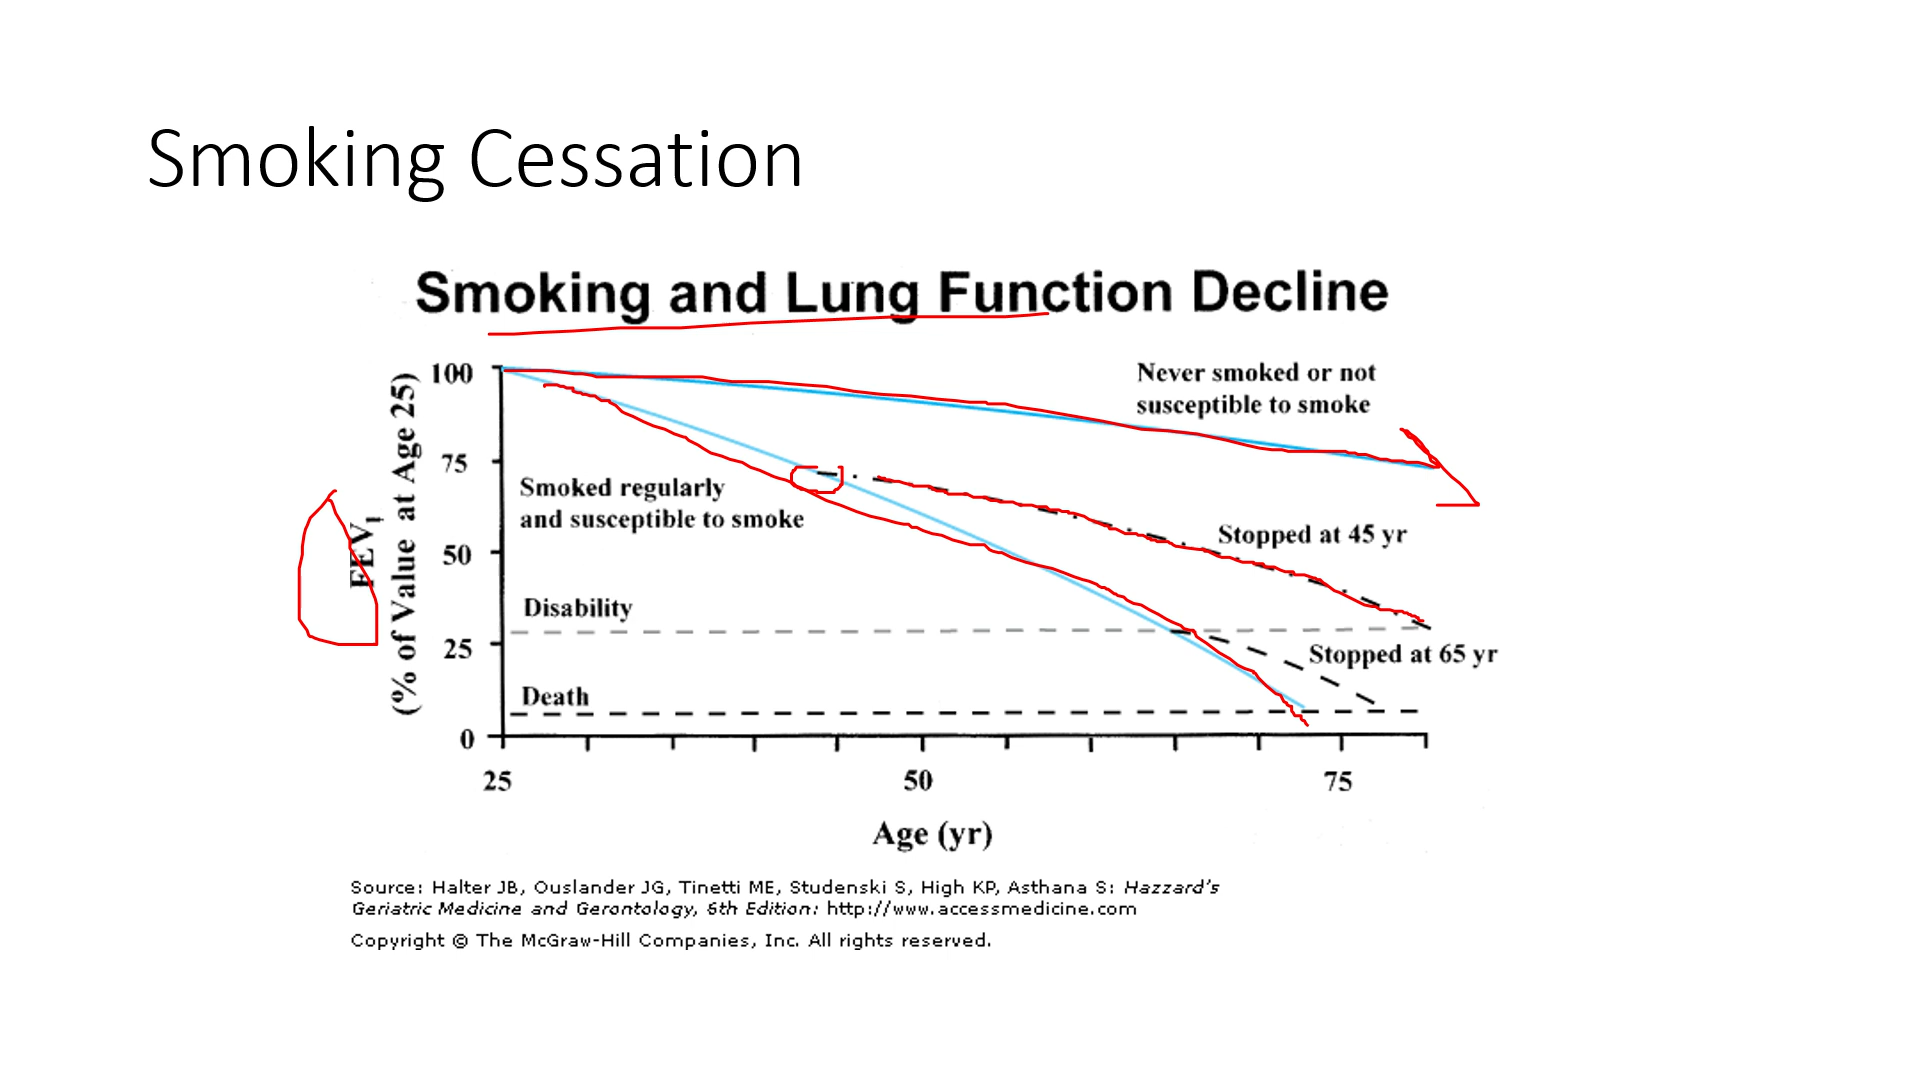 Smoking Cessation
Smoking and Lung Function Decline
FEV1
(% of Value at Age 25)
100
75
50
25
0
Never smoked or not
susceptible to smoke
Smoked regularly
and susceptible to smoke
Stopped at 45 yr
Disability
Stopped at 65 yr
Death
25
50
75
Age (yr)
Source: Halter JB, Ouslander JG, Tinetti ME, Studenski S, High KP, Asthana S: Hazzard's
Geriatric Medicine and Gerontology, 6th Edition: http://www.accessmedicine.com
Copyright © The McGraw-Hill Companies, Inc. All rights reserved.